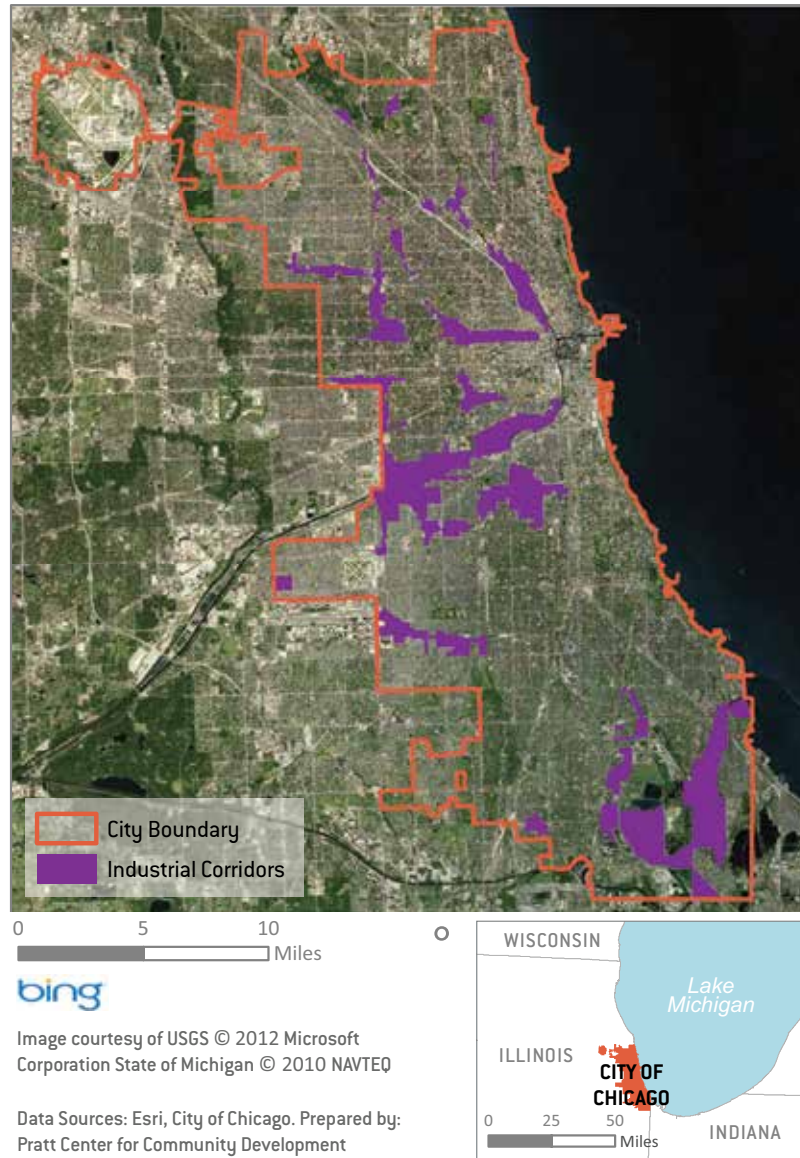 City Boundary
Industrial Corridors
0 5 10
Miles
bing
Image courtesy of USGS © 2012 Microsoft
Corporation State of Michigan © 2010 NAVTEQ
Data Sources: Esri, City of Chicago. Prepared by:
Pratt Center for Community Development
WISCONSIN
Lake
Michigan
ILLINOIS
CITY OF
CHICAGO
0 25 50
Miles
INDIANA